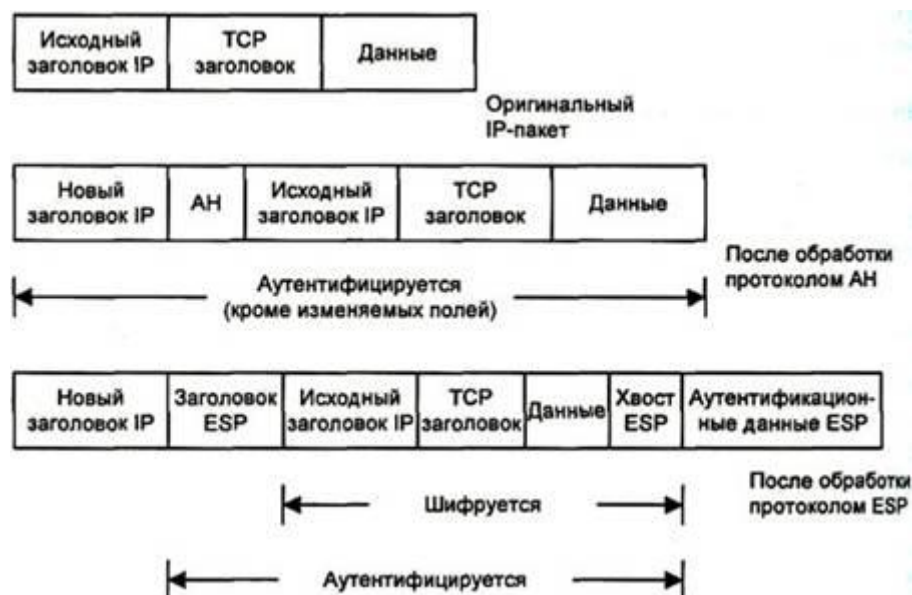 Исходный
заголовок IP
TCP
заголовок
Данные
Оригинальный
IP-пакет
Новый
заголовок IP
AH
Исходный
заголовок IP
TCP
заголовок
Данные
После обработки
протоколом AH
Аутентифицируется
(кроме изменяемых полей)
Новый
заголовок IP
Заголовок
ESP
Исходный
заголовок IP
TCP
заголовок
Данные
Хвост
ESP
Аутентификацион-
ные данные ESP
После обработки
протоколом ESP
Шифруется
Аутентифицируется